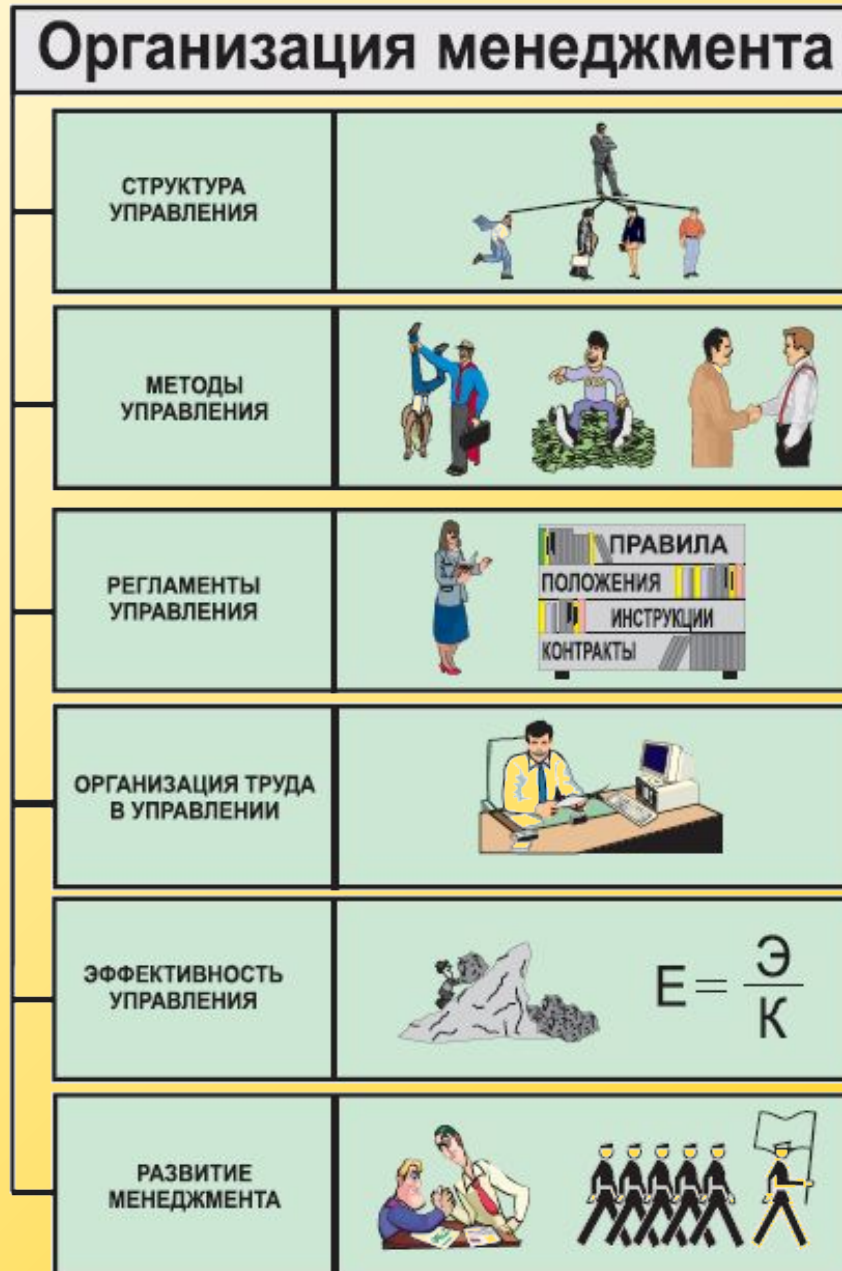 Организация менеджмента
СТРУКТУРА
УПРАВЛЕНИЯ
МЕТОДЫ
УПРАВЛЕНИЯ
РЕГЛАМЕНТЫ
УПРАВЛЕНИЯ
ПРАВИЛА
ПОЛОЖЕНИЯ
ИНСТРУКЦИИ
КОНТРАКТЫ
ОРГАНИЗАЦИЯ ТРУДА
В УПРАВЛЕНИИ
ЭФФЕКТИВНОСТЬ
УПРАВЛЕНИЯ
Е = Э / К
РАЗВИТИЕ
МЕНЕДЖМЕНТА